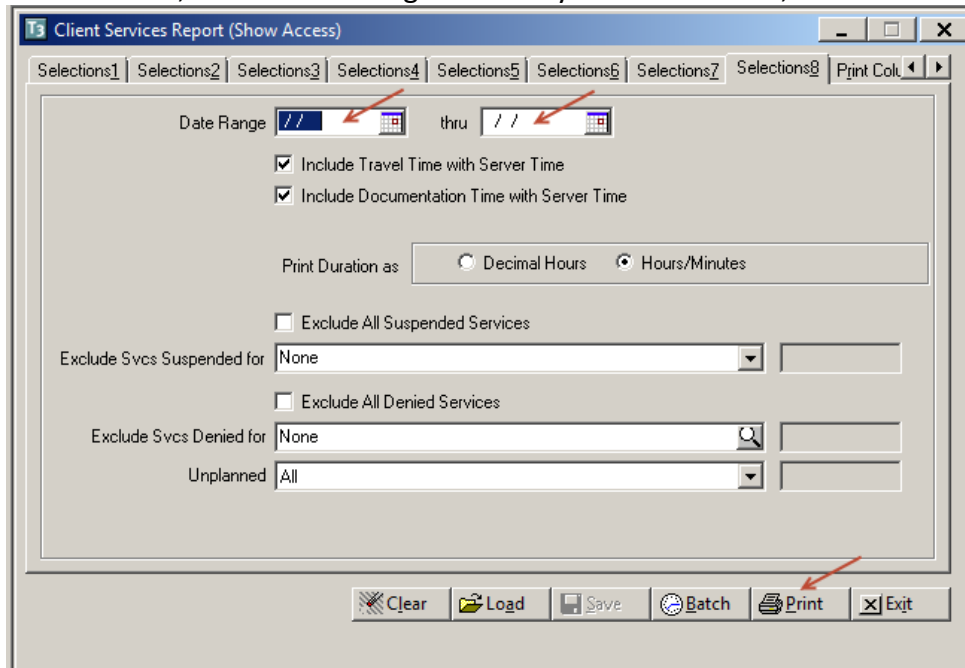 T3 Client Services Report (Show Access)
Selections1 Selections2 Selections3 Selections4 Selections5 Selections6 Selections7 Selections8 Print Colu
Date Range / / thru / /
Include Travel Time with Server Time
Include Documentation Time with Server Time
Print Duration as Decimal Hours Hours/Minutes
Exclude All Suspended Services
Exclude Svcs Suspended for None
Exclude All Denied Services
Exclude Svcs Denied for None
Unplanned All
Clear Load Save Batch Print Exit